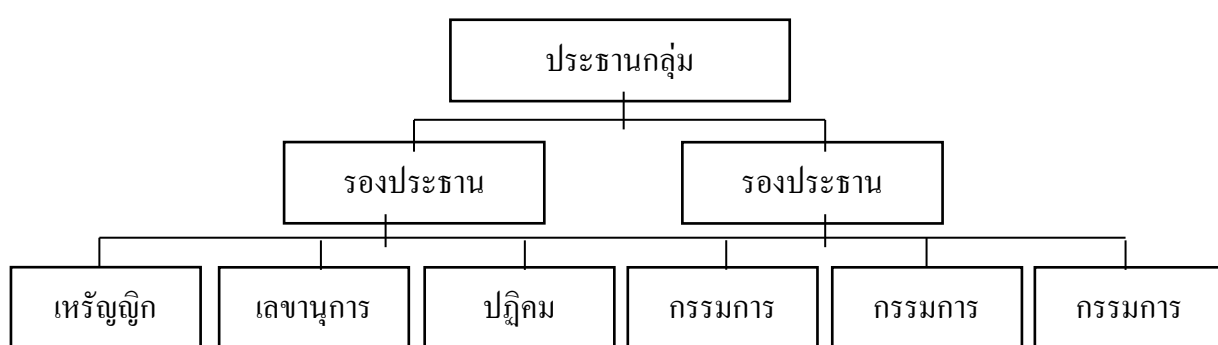 ประธานกลุ่ม
รองประธาน
รองประธาน
เหรัญญิก
เลขานุการ
ปฏิคม
กรรมการ
กรรมการ
กรรมการ